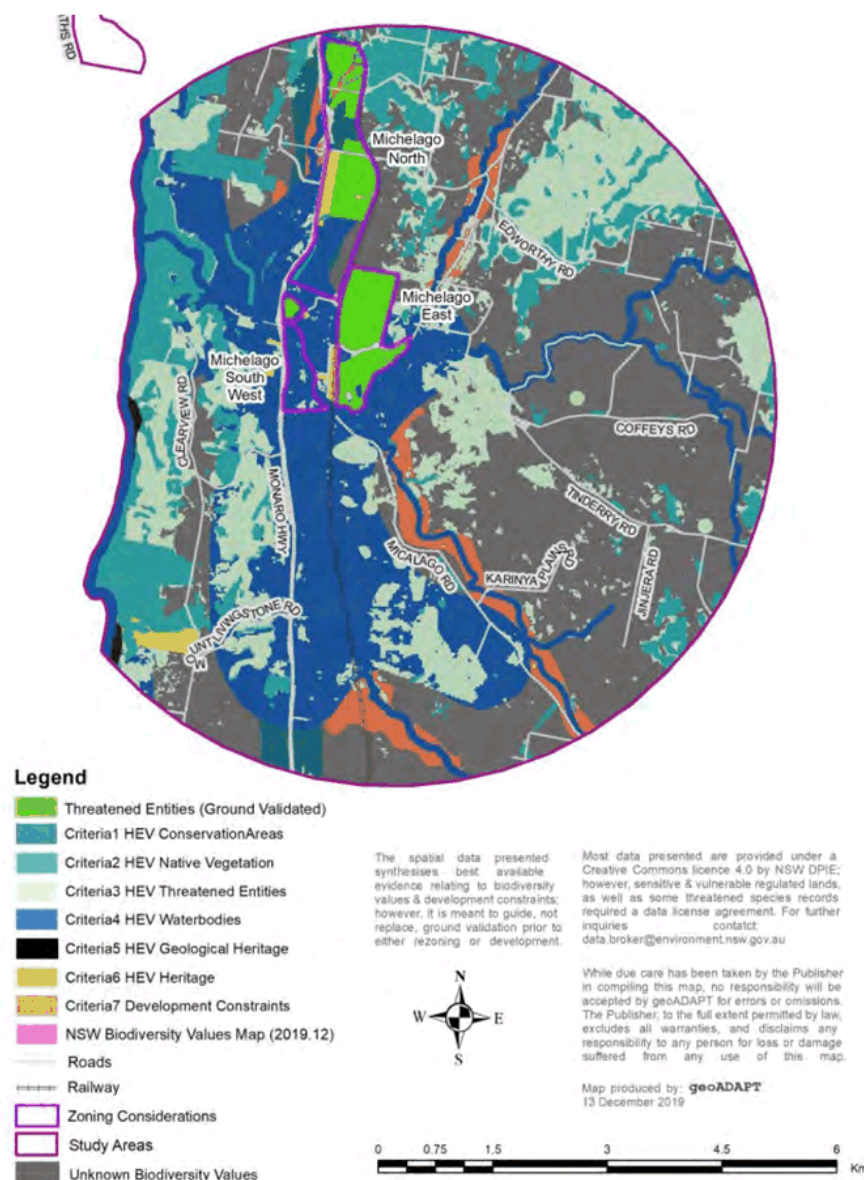 ATHS RD
Michelago
North
EDWORTHY RD
Michelago
East
Michelago
South
West
CLEARVIEW RD
MONARO HWY
COFFEYS RD
TINDERRY RD
MICALAGO RD
KARINYA PLAINS RD
JINJERA RD
MOUNT LIVINGSTONE RD
Legend
Threatened Entities (Ground Validated)
Criteria1 HEV ConservationAreas
Criteria2 HEV Native Vegetation
Criteria3 HEV Threatened Entities
Criteria4 HEV Waterbodies
Criteria5 HEV Geological Heritage
Criteria6 HEV Heritage
Criteria7 Development Constraints
NSW Biodiversity Values Map (2019.12)
Roads
Railway
Zoning Considerations
Study Areas
Unknown Biodiversity Values
The spatial data presented
synthesises best available
evidence relating to biodiversity
values & development constraints;
however, it is meant to guide, not
replace, ground validation prior to
either rezoning or development.
Most data presented are provided under a
Creative Commons licence 4.0 by NSW DPIE;
however, sensitive & vulnerable regulated lands,
as well as some threatened species records
required a data license agreement. For further
inquiries contatct:
data.broker@environment.nsw.gov.au
While due care has been taken by the Publisher
in compiling this map, no responsibility will be
accepted by geoADAPT for errors or omissions.
The Publisher, to the full extent permitted by law,
excludes all warranties, and disclaims any
responsibility to any person for loss or damage
suffered from any use of this map.
Map produced by: geoADAPT
13 December 2019
N
W E
S
0 0.75 1.5 3 4.5 6
Km